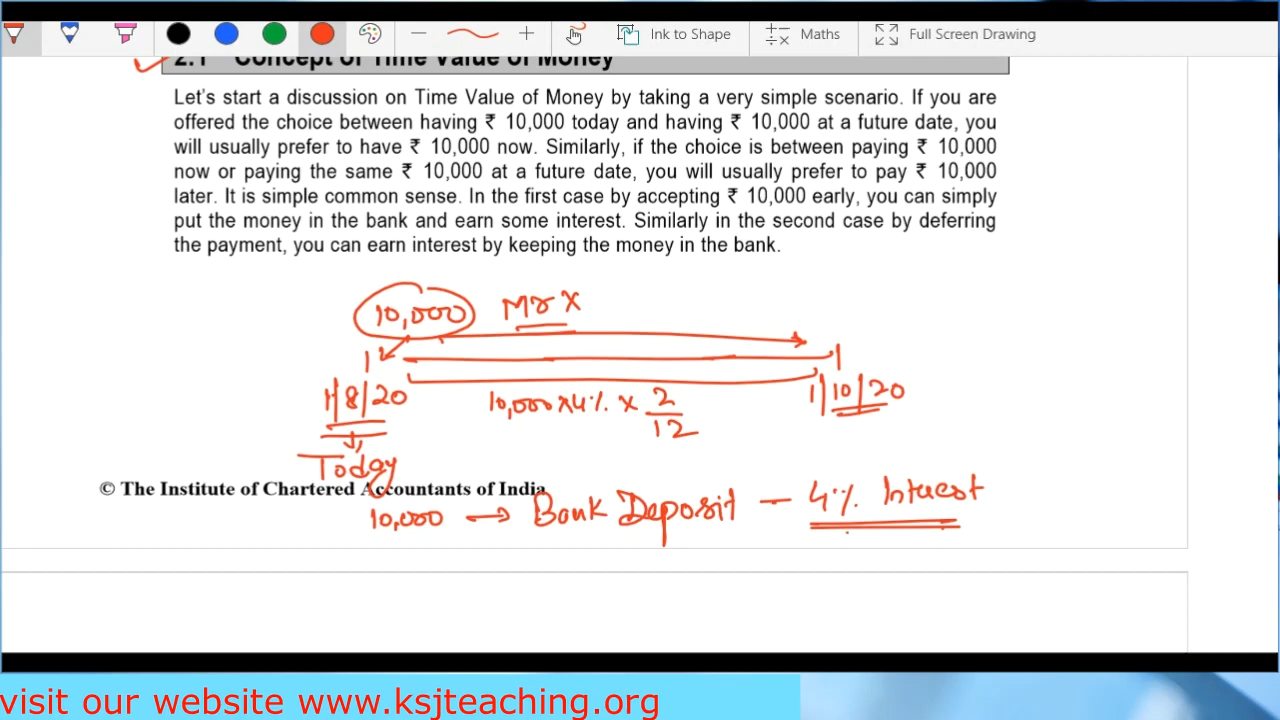 Ink to Shape
Maths
Full Screen Drawing
2.1 Concept of Time Value of Money
Let's start a discussion on Time Value of Money by taking a very simple scenario. If you are
offered the choice between having ₹ 10,000 today and having ₹ 10,000 at a future date, you
will usually prefer to have ₹ 10,000 now. Similarly, if the choice is between paying ₹ 10,000
now or paying the same ₹ 10,000 at a future date, you will usually prefer to pay ₹ 10,000
later. It is simple common sense. In the first case by accepting ₹ 10,000 early, you can simply
put the money in the bank and earn some interest. Similarly in the second case by deferring
the payment, you can earn interest by keeping the money in the bank.
10,000 Mr X
1/8/20 10,000 x 4% x 2/12 1/10/20
Today
© The Institute of Chartered Accountants of India
10,000 → Bank Deposit – 4% Interest
visit our website www.ksjteaching.org